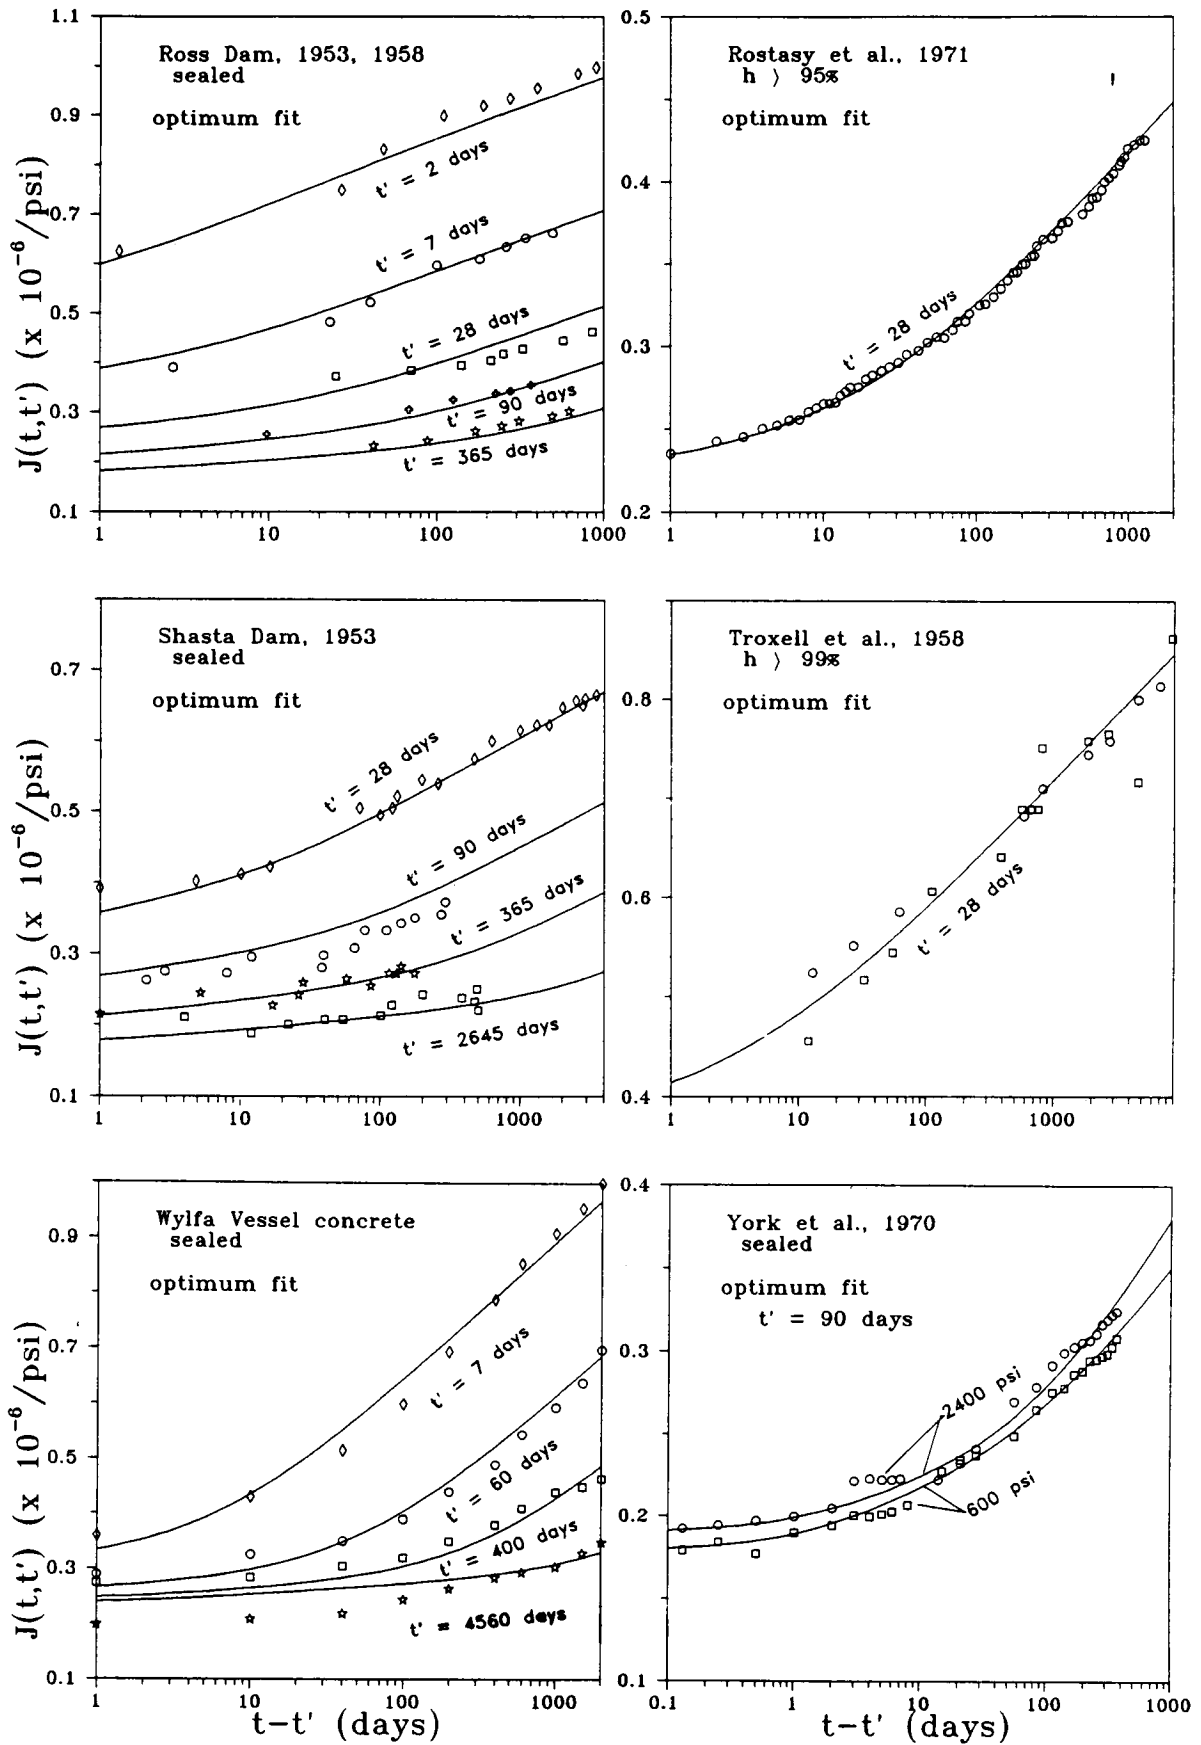 1.1
0.9
0.7
0.5
0.3
0.1
J(t,t') (x 10⁻⁶/psi)
Ross Dam, 1953, 1958
sealed
optimum fit
t' = 2 days
t' = 7 days
t' = 28 days
t' = 90 days
t' = 365 days
1 10 100 1000
0.5
0.4
0.3
0.2
Rostasy et al., 1971
h > 95%
optimum fit
t' = 28 days
1 10 100 1000
0.7
0.5
0.3
0.1
J(t,t') (x 10⁻⁶/psi)
Shasta Dam, 1953
sealed
optimum fit
t' = 28 days
t' = 90 days
t' = 365 days
t' = 2645 days
1 10 100 1000
0.8
0.6
0.4
Troxell et al., 1958
h > 99%
optimum fit
t' = 28 days
1 10 100 1000
0.9
0.7
0.5
0.3
0.1
J(t,t') (x 10⁻⁶/psi)
Wylfa Vessel concrete
sealed
optimum fit
t' = 7 days
t' = 60 days
t' = 400 days
t' = 4560 days
1 10 100 1000
t-t' (days)
0.4
0.3
0.2
0.1
York et al., 1970
sealed
optimum fit
t' = 90 days
2400 psi
600 psi
0.1 1 10 100 1000
t-t' (days)